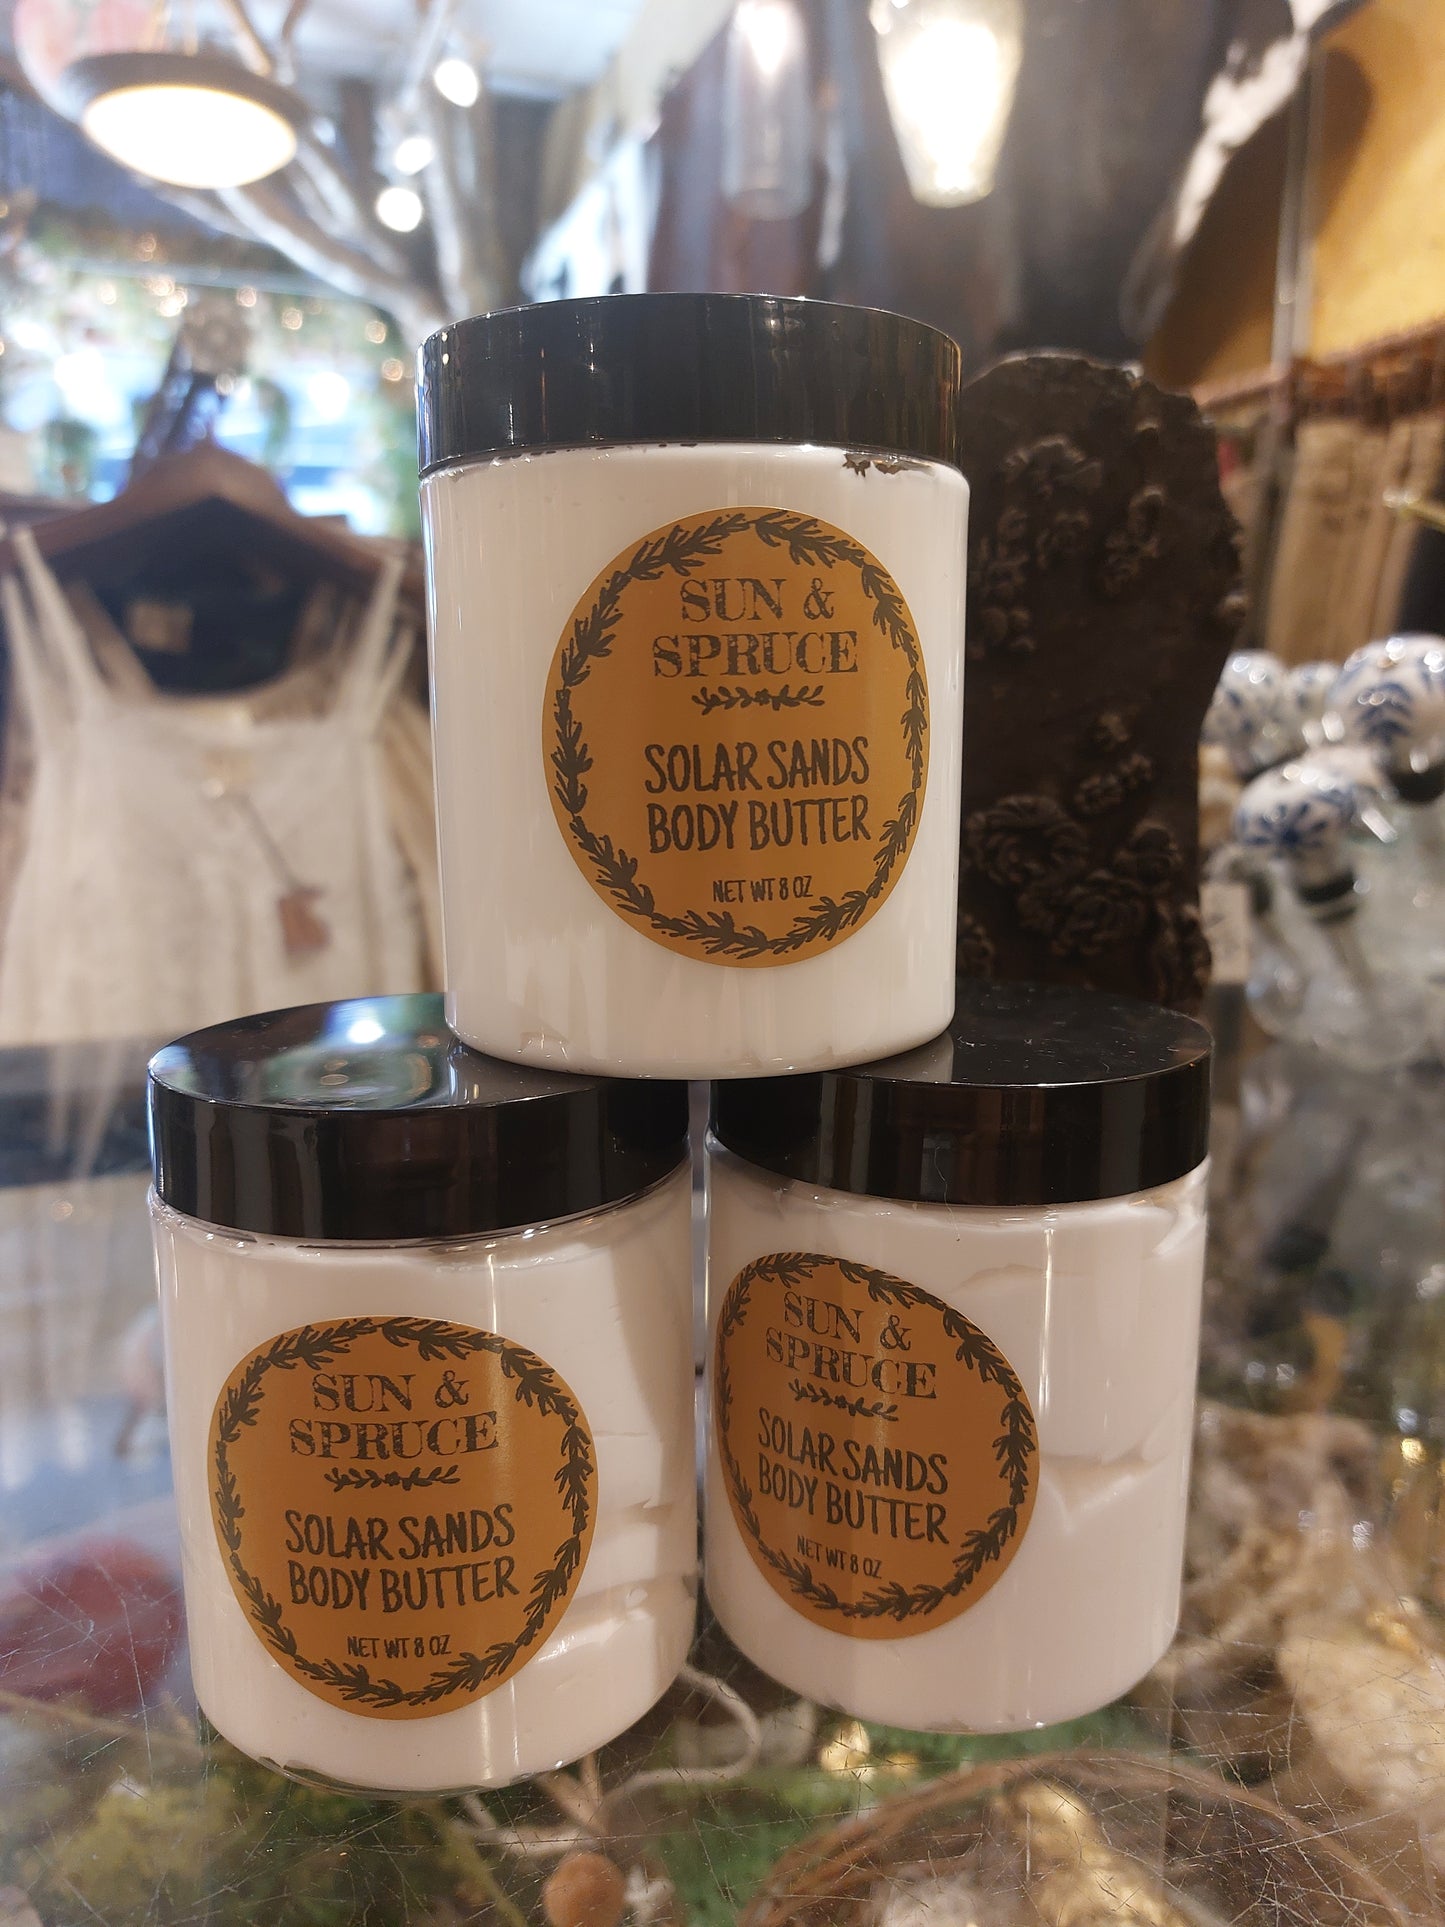 SUN &
SPRUCE
SOLAR SANDS
BODY BUTTER
NET WT 8 OZ
SUN &
SPRUCE
SOLAR SANDS
BODY BUTTER
NET WT 8 OZ
SUN &
SPRUCE
SOLAR SANDS
BODY BUTTER
NET WT 8 OZ